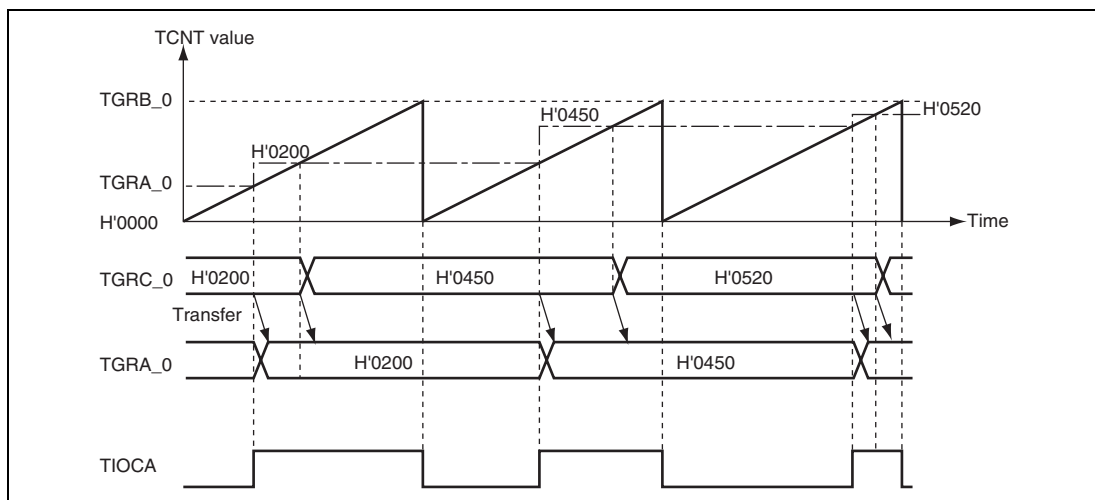 TCNT value
TGRB_0
H'0450
H'0520
H'0200
TGRA_0
H'0000
Time
TGRC_0
H'0200
H'0450
H'0520
Transfer
TGRA_0
H'0200
H'0450
TIOCA